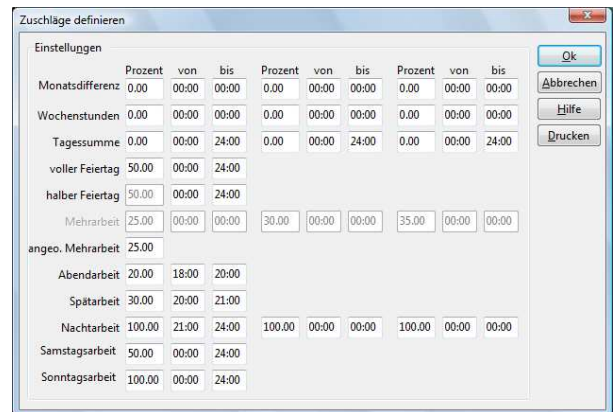 Zuschläge definieren
Einstellungen
Prozent von bis Prozent von bis Prozent von bis
Monatsdifferenz 0.00 00:00 00:00 0.00 00:00 00:00 0.00 00:00 00:00
Wochenstunden 0.00 00:00 00:00 0.00 00:00 00:00 0.00 00:00 00:00
Tagessumme 0.00 00:00 24:00 0.00 00:00 24:00 0.00 00:00 24:00
voller Feiertag 50.00 00:00 24:00
halber Feiertag 50.00 00:00 24:00
Mehrarbeit 25.00 00:00 00:00 30.00 00:00 00:00 35.00 00:00 00:00
angeo. Mehrarbeit 25.00
Abendarbeit 20.00 18:00 20:00
Spätarbeit 30.00 20:00 21:00
Nachtarbeit 100.00 21:00 24:00 100.00 00:00 00:00 100.00 00:00 00:00
Samstagsarbeit 50.00 00:00 24:00
Sonntagsarbeit 100.00 00:00 24:00
Ok
Abbrechen
Hilfe
Drucken